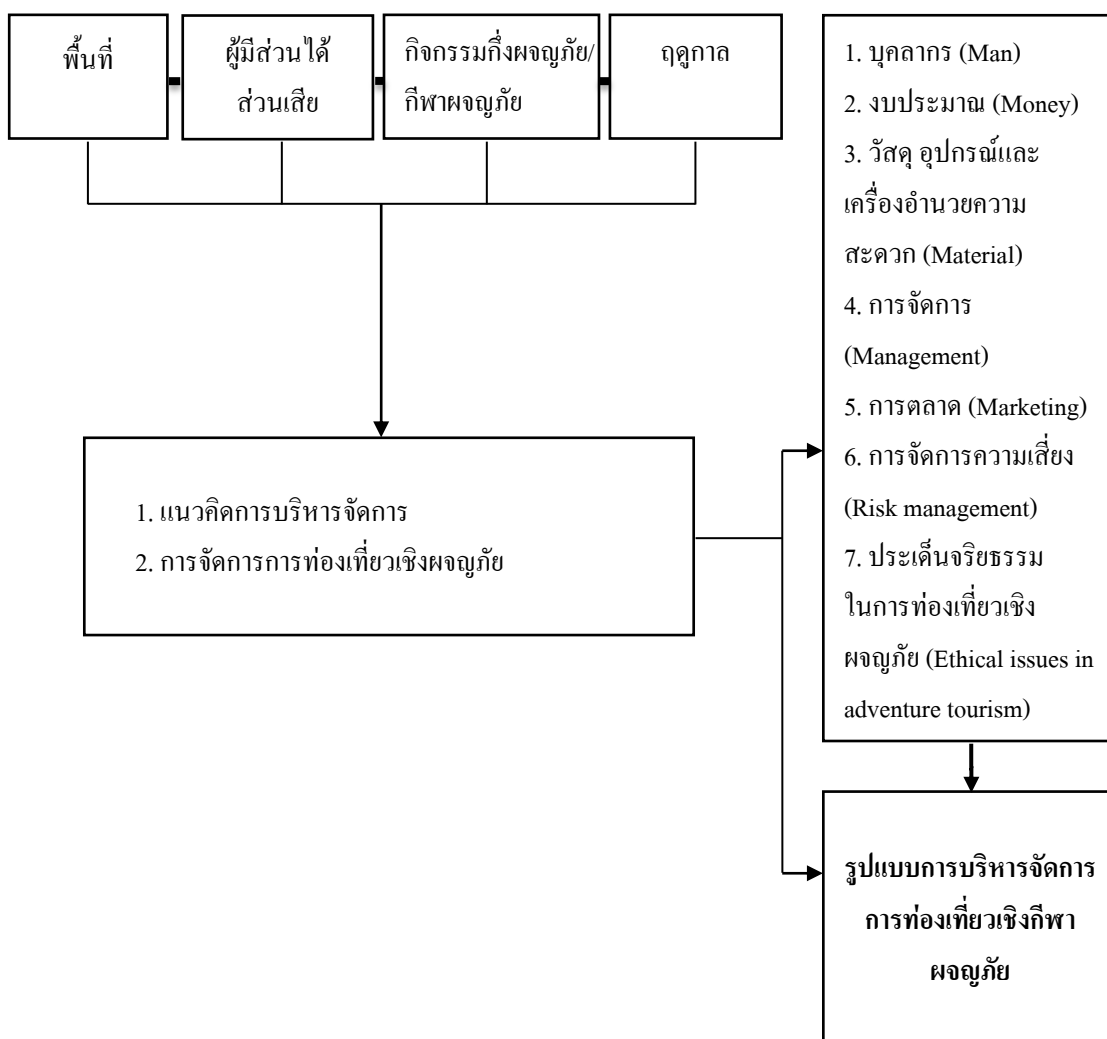 พื้นที่
ผู้มีส่วนได้
ส่วนเสีย
กิจกรรมกึ่งผจญภัย/
กีฬาผจญภัย
ฤดูกาล
1. แนวคิดการบริหารจัดการ
2. การจัดการการท่องเที่ยวเชิงผจญภัย
1. บุคลากร (Man)
2. งบประมาณ (Money)
3. วัสดุ อุปกรณ์และ
เครื่องอำนวยความ
สะดวก (Material)
4. การจัดการ
(Management)
5. การตลาด (Marketing)
6. การจัดการความเสี่ยง
(Risk management)
7. ประเด็นจริยธรรม
ในการท่องเที่ยวเชิง
ผจญภัย (Ethical issues in
adventure tourism)
รูปแบบการบริหารจัดการ
การท่องเที่ยวเชิงกีฬา
ผจญภัย